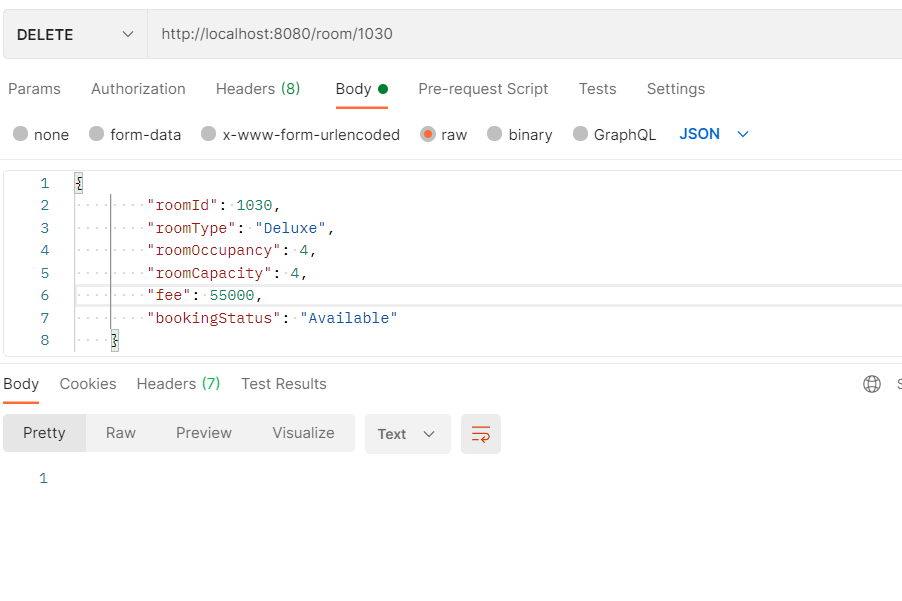 DELETE http://localhost:8080/room/1030
Params Authorization Headers (8) Body Pre-request Script Tests Settings
none form-data x-www-form-urlencoded raw binary GraphQL JSON
1 {
2 "roomId": 1030,
3 "roomType": "Deluxe",
4 "roomOccupancy": 4,
5 "roomCapacity": 4,
6 "fee": 55000,
7 "bookingStatus": "Available"
8 }
Body Cookies Headers (7) Test Results
Pretty Raw Preview Visualize Text
1